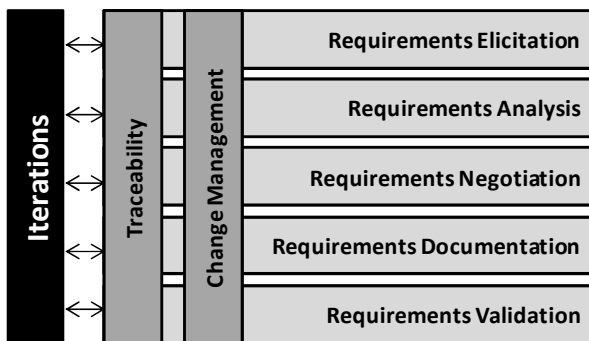 Iterations
Traceability
Change Management
Requirements Elicitation
Requirements Analysis
Requirements Negotiation
Requirements Documentation
Requirements Validation